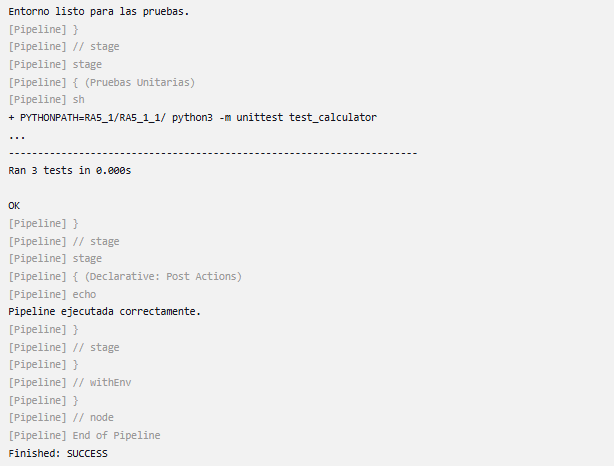 Entorno listo para las pruebas.
[Pipeline] }
[Pipeline] // stage
[Pipeline] stage
[Pipeline] { (Pruebas Unitarias)
[Pipeline] sh
+ PYTHONPATH=RA5_1/RA5_1_1/ python3 -m unittest test_calculator
...
----------------------------------------------------------------------
Ran 3 tests in 0.000s

OK
[Pipeline] }
[Pipeline] // stage
[Pipeline] stage
[Pipeline] { (Declarative: Post Actions)
[Pipeline] echo
Pipeline ejecutada correctamente.
[Pipeline] }
[Pipeline] // stage
[Pipeline] }
[Pipeline] // withEnv
[Pipeline] }
[Pipeline] // node
[Pipeline] End of Pipeline
Finished: SUCCESS